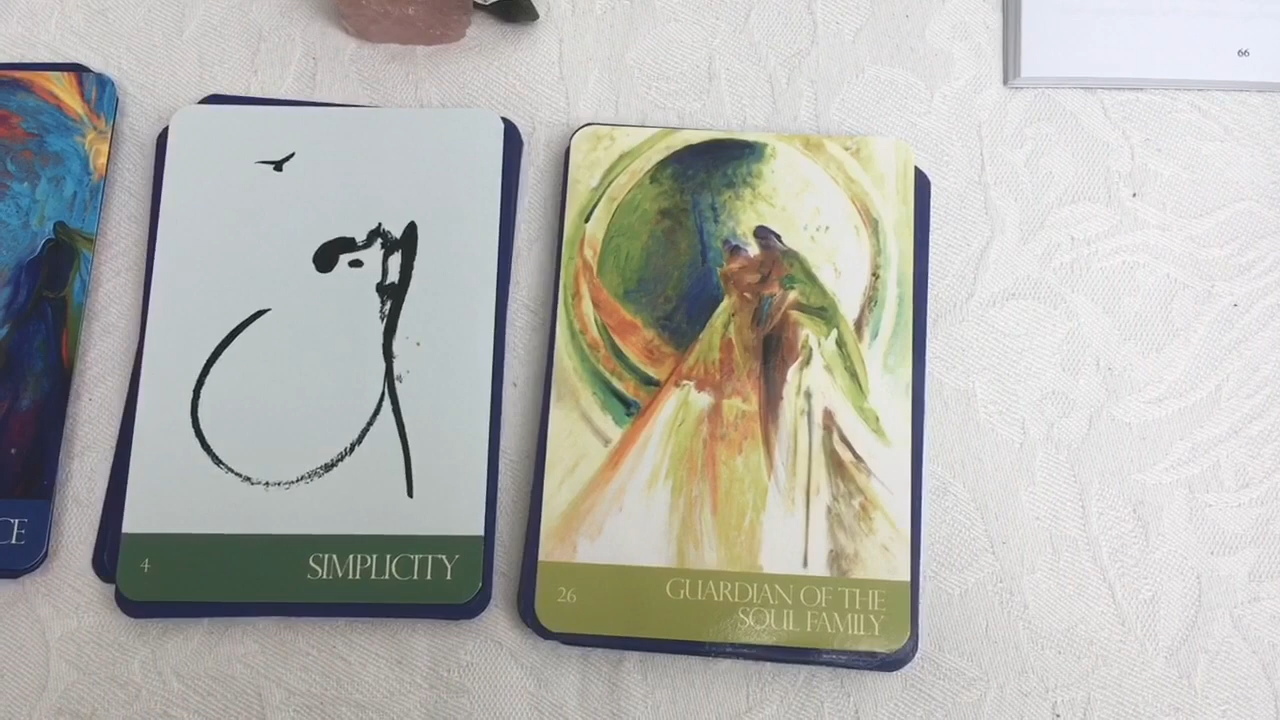 66
CE
4
SIMPLICITY
26
GUARDIAN OF THE
SOUL FAMILY